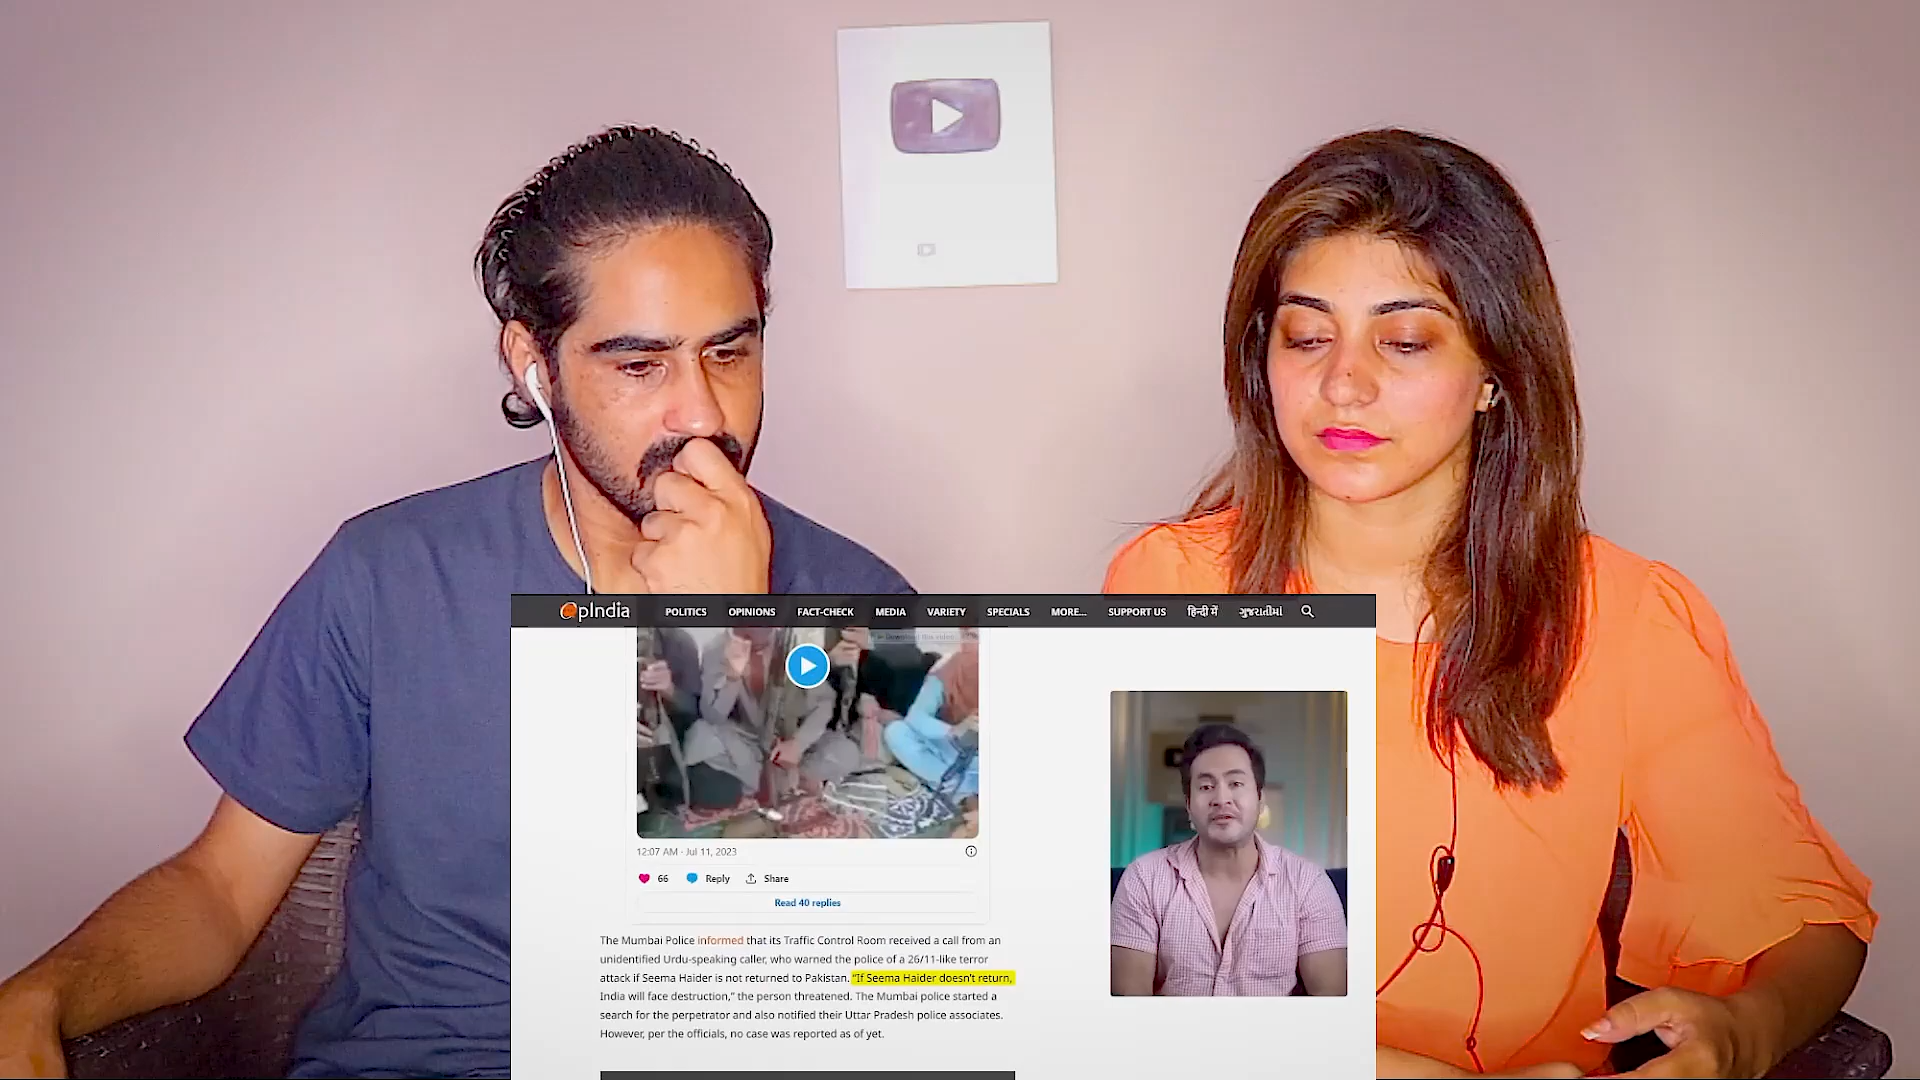 OpIndia POLITICS OPINIONS FACT-CHECK MEDIA VARIETY SPECIALS MORE... SUPPORT US हिन्दी में ગુજરાતીમાં
12:07 AM · Jul 11, 2023
66 Reply Share
Read 40 replies
The Mumbai Police informed that its Traffic Control Room received a call from an
unidentified Urdu-speaking caller, who warned the police of a 26/11-like terror
attack if Seema Haider is not returned to Pakistan. “If Seema Haider doesn’t return,
India will face destruction,” the person threatened. The Mumbai police started a
search for the perpetrator and also notified their Uttar Pradesh police associates.
However, per the officials, no case was reported as of yet.